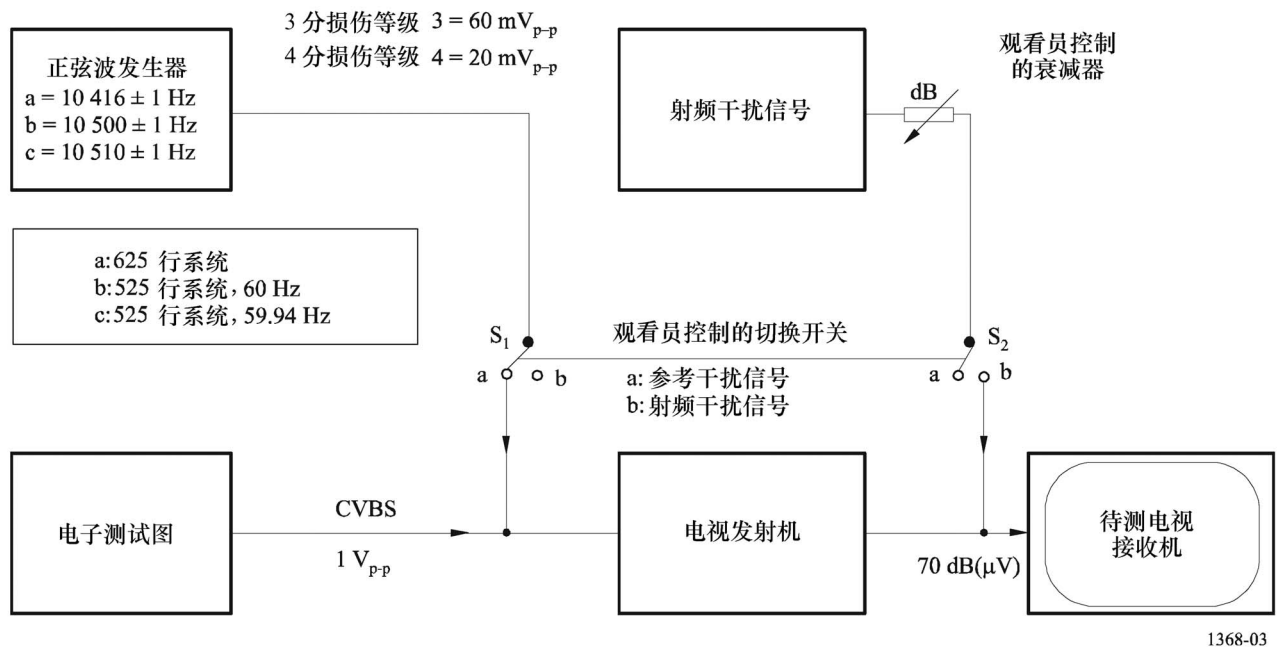 3 分损伤等级 3 = 60 mVp–p
4 分损伤等级 4 = 20 mVp–p
正弦波发生器
a = 10 416 ± 1 Hz
b = 10 500 ± 1 Hz
c = 10 510 ± 1 Hz
射频干扰信号
dB
观看员控制
的衰减器
a:625 行系统
b:525 行系统, 60 Hz
c:525 行系统, 59.94 Hz
S1
a
b
观看员控制的切换开关
a: 参考干扰信号
b: 射频干扰信号
S2
a
b
电子测试图
CVBS
1 Vp-p
电视发射机
70 dB(μV)
待测电视
接收机
1368-03